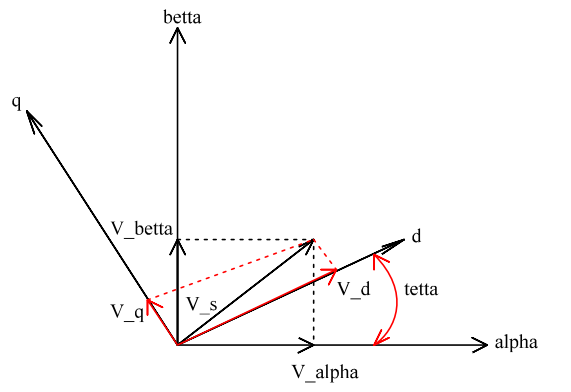 betta
q
V_betta
d
V_s
V_d
tetta
V_q
alpha
V_alpha